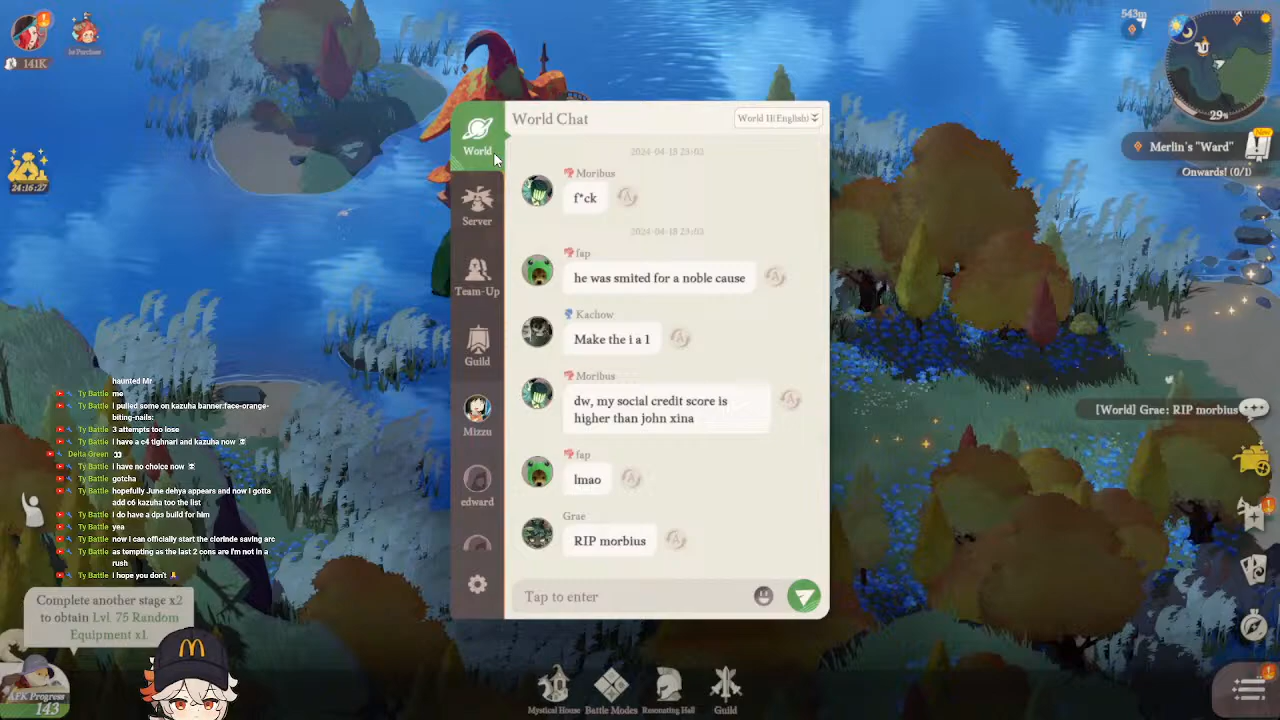 141K
24:16:27
543m
29s
New
Merlin's "Ward"
Onwards! (0/1)
World Chat
World 11(English)
World
Server
Team-Up
Guild
Mizzu
edward
2024-04-18 23:03
Moribus
f*ck
2024-04-18 23:03
fap
he was smited for a noble cause
Kachow
Make the i a l
Moribus
dw, my social credit score is
higher than john xina
fap
lmao
Grae
RIP morbius
Tap to enter
[World] Grae: RIP morbius
haunted Mr
Ty Battle me
Ty Battle I pulled some on kazuha banner:face-orange-
biting-nails:
Ty Battle 3 attempts too lose
Ty Battle I have a c4 tighnari and kazuha now
Delta Green
Ty Battle I have no choice now
Ty Battle gotcha
Ty Battle hopefully June dehya appears and now I gotta
add c6 kazuha too the list
Ty Battle I do have a dps build for him
Ty Battle yea
Ty Battle now I can officially start the clorinde saving arc
Ty Battle as tempting as the last 2 cons are I'm not in a
rush
Ty Battle I hope you don't
Complete another stage x2
to obtain Lvl. 75 Random
Equipment x1.
AFK Progress
143
Mystical House
Battle Modes
Resonating Hall
Guild